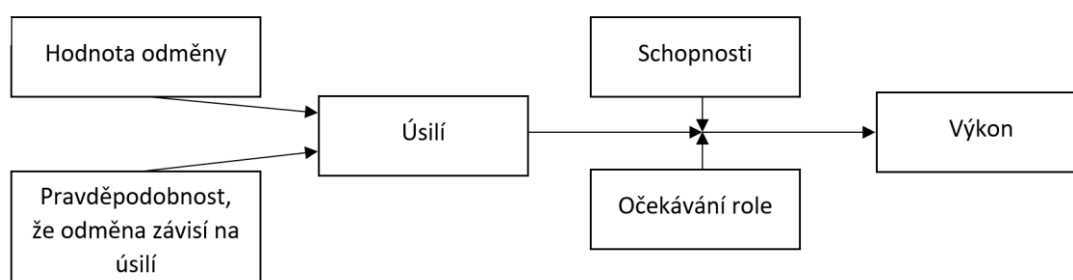 Hodnota odměny
Pravděpodobnost,
že odměna závisí na
úsilí
Úsilí
Schopnosti
Očekávání role
Výkon